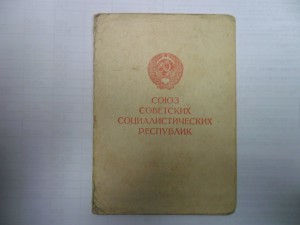 СОЮЗ
СОВЕТСКИХ
СОЦИАЛИСТИЧЕСКИХ
РЕСПУБЛИК